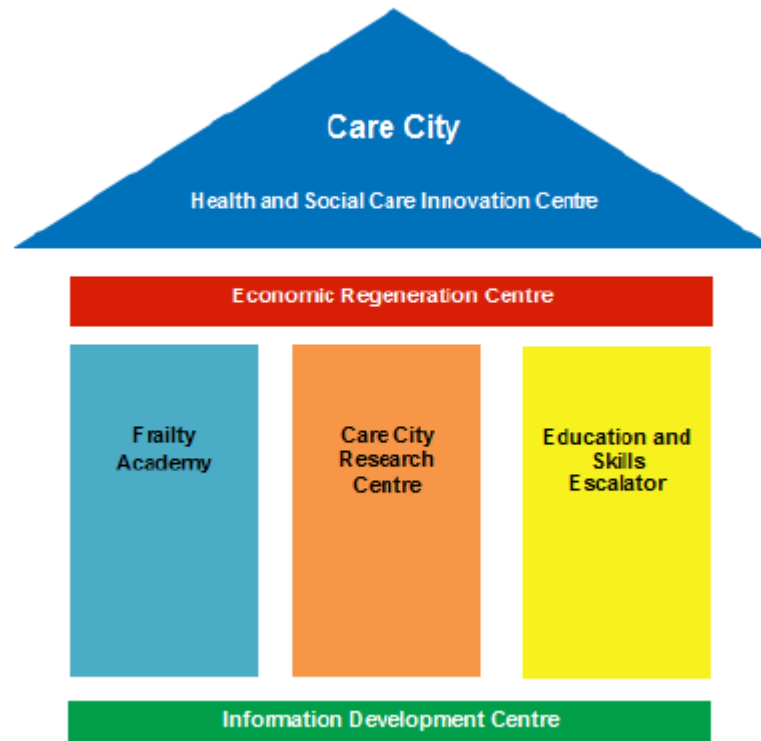 Care City
Health and Social Care Innovation Centre
Economic Regeneration Centre
Frailty
Academy
Care City
Research
Centre
Education and
Skills
Escalator
Information Development Centre